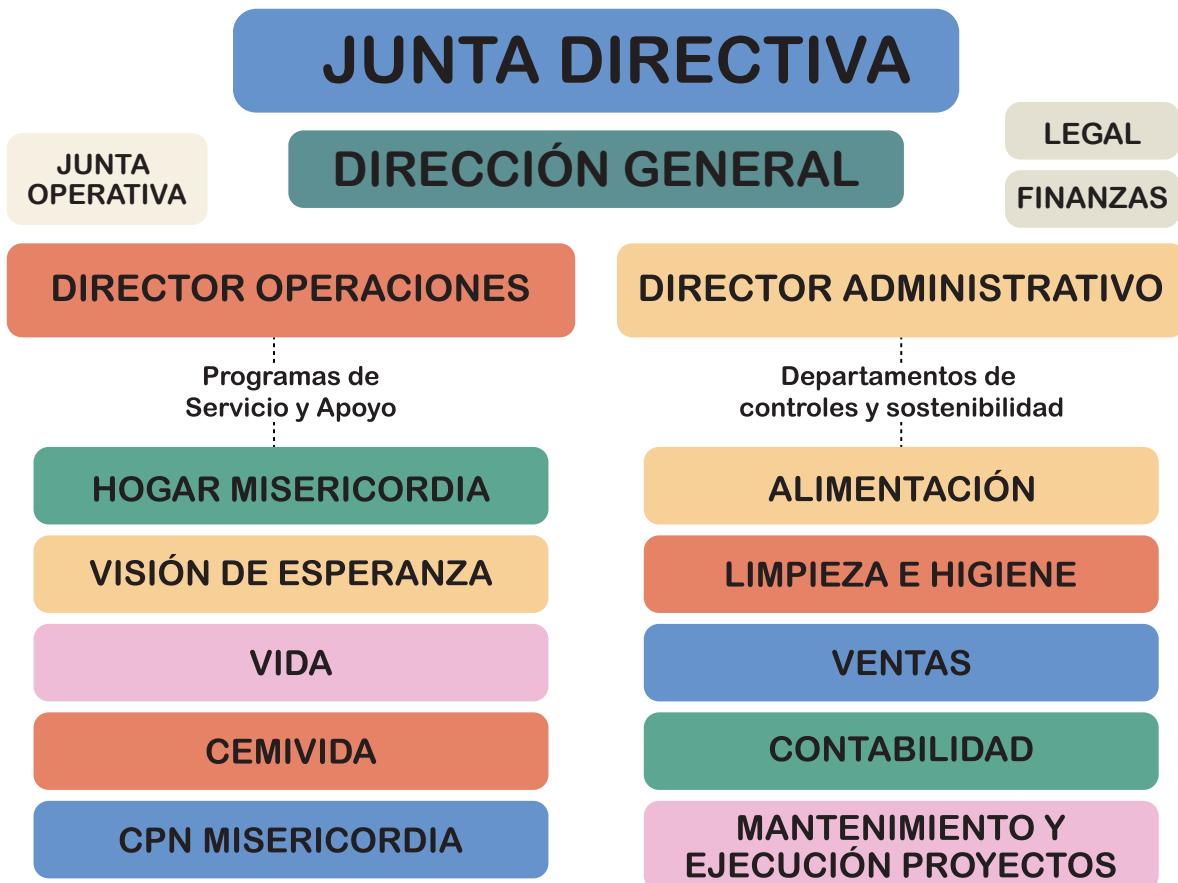 JUNTA DIRECTIVA
JUNTA
OPERATIVA
DIRECCIÓN GENERAL
LEGAL
FINANZAS
DIRECTOR OPERACIONES
Programas de
Servicio y Apoyo
HOGAR MISERICORDIA
VISIÓN DE ESPERANZA
VIDA
CEMIVIDA
CPN MISERICORDIA
DIRECTOR ADMINISTRATIVO
Departamentos de
controles y sostenibilidad
ALIMENTACIÓN
LIMPIEZA E HIGIENE
VENTAS
CONTABILIDAD
MANTENIMIENTO Y
EJECUCIÓN PROYECTOS